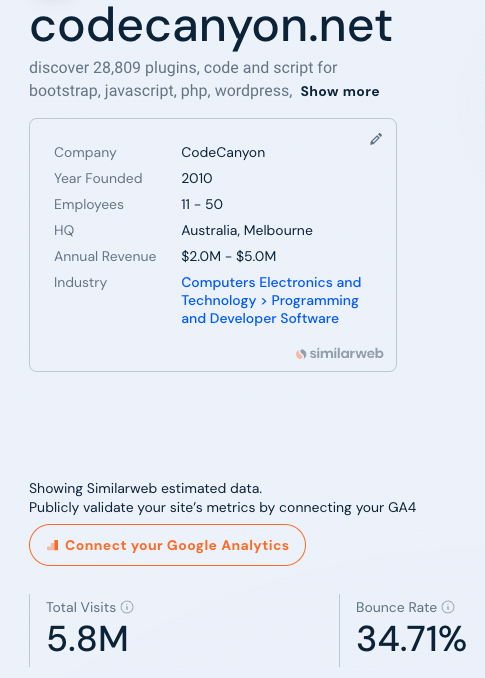 codecanyon.net
discover 28,809 plugins, code and script for
bootstrap, javascript, php, wordpress, Show more
Company CodeCanyon
Year Founded 2010
Employees 11 - 50
HQ Australia, Melbourne
Annual Revenue $2.0M - $5.0M
Industry Computers Electronics and
Technology > Programming
and Developer Software
similarweb
Showing Similarweb estimated data.
Publicly validate your site's metrics by connecting your GA4
Connect your Google Analytics
Total Visits Bounce Rate
5.8M 34.71%